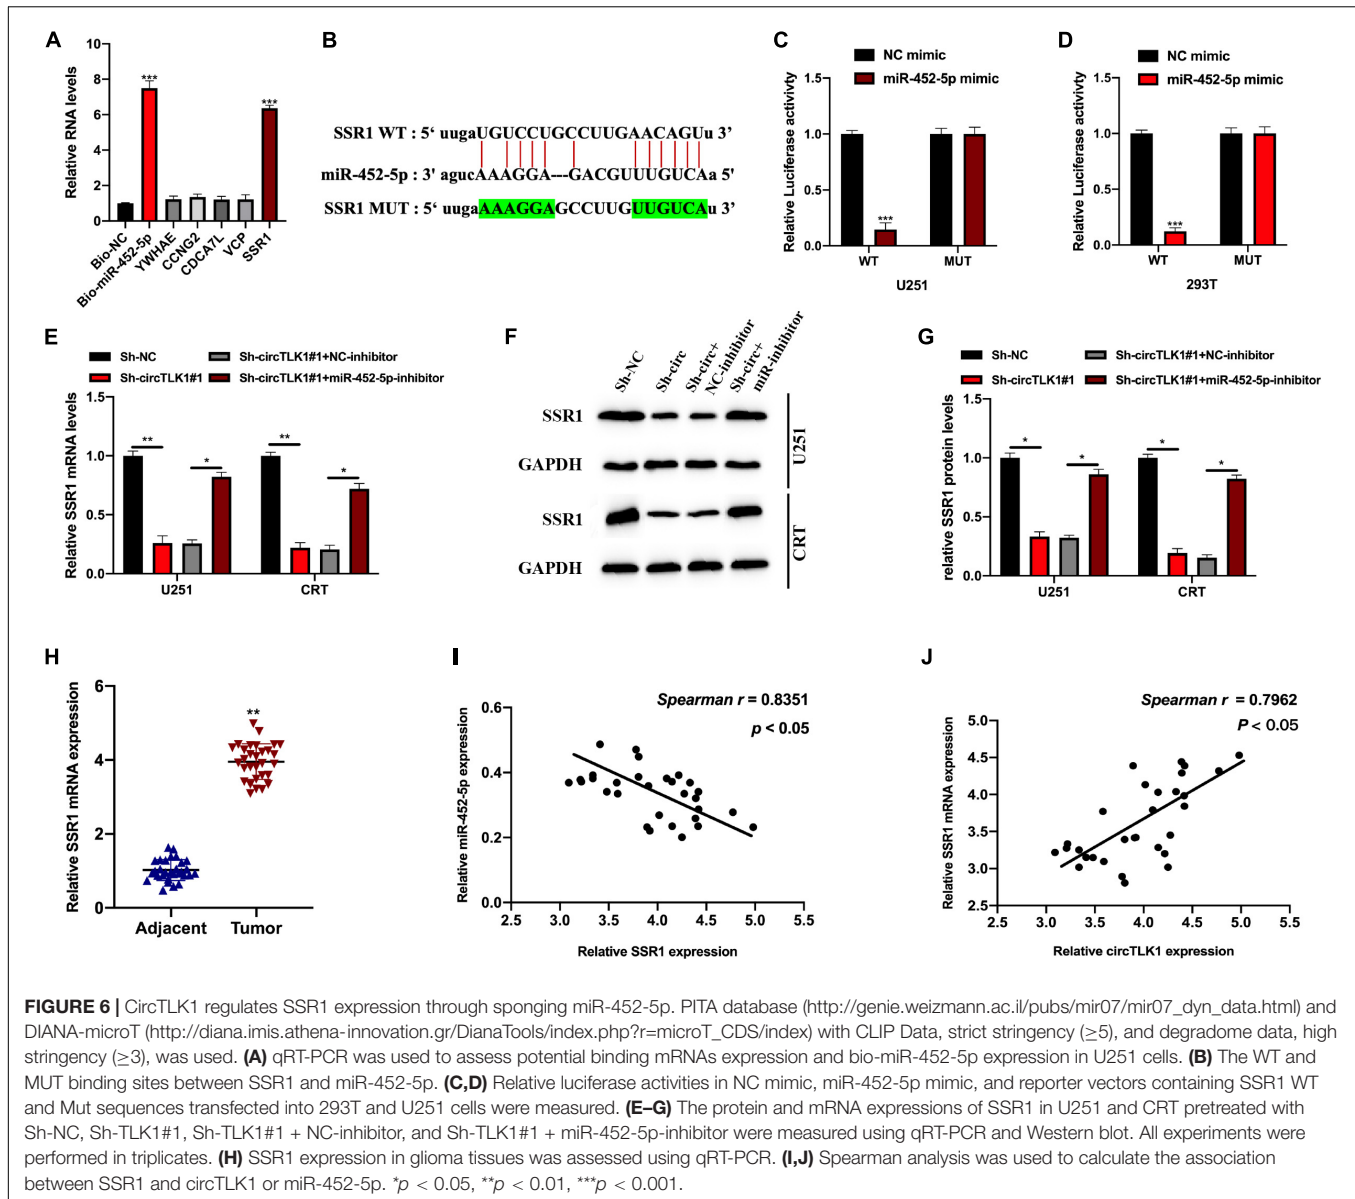 A
Relative RNA levels
10
8
6
4
2
0
***
***
Bio-NC
Bio-miR-452-5p
YWHAE
CCNG2
CDCA7L
VCP
SSR1
B
SSR1 WT : 5‘ uugaUGUCCUGCCUUGAACAGUu 3’
miR-452-5p : 3' agucAAAGGA---GACGUUUGUCAa 5'
SSR1 MUT : 5‘ uugaAAAGGAGCCUUGUUGUCAu 3’
C
NC mimic
miR-452-5p mimic
Relative Luciferase activivty
1.5
1.0
0.5
0.0
***
WT
MUT
U251
D
NC mimic
miR-452-5p mimic
Relative Luciferase activivty
1.5
1.0
0.5
0.0
***
WT
MUT
293T
E
Sh-NC
Sh-circTLK1#1+NC-inhibitor
Sh-circTLK1#1
Sh-circTLK1#1+miR-452-5p-inhibitor
Relative SSR1 mRNA levels
1.5
1.0
0.5
0.0
**
*
**
*
U251
CRT
F
Sh-NC
Sh-circ
Sh-circ+
NC-inhibitor
Sh-circ+
miR-inhibitor
SSR1
GAPDH
U251
SSR1
GAPDH
CRT
G
Sh-NC
Sh-circTLK1#1+NC-inhibitor
Sh-circTLK1#1
Sh-circTLK1#1+miR-452-5p-inhibitor
relative SSR1 protein levels
1.5
1.0
0.5
0.0
*
*
*
*
U251
CRT
H
Relative SSR1 mRNA expression
6
4
2
0
**
Adjacent
Tumor
I
Spearman r = 0.8351
p < 0.05
Relative miR-452-5p expression
0.6
0.4
0.2
0.0
2.5 3.0 3.5 4.0 4.5 5.0 5.5
Relative SSR1 expression
J
Spearman r = 0.7962
P < 0.05
Relative SSR1 mRNA expression
5.0
4.5
4.0
3.5
3.0
2.5
2.5 3.0 3.5 4.0 4.5 5.0 5.5
Relative circTLK1 expression
FIGURE 6 | CircTLK1 regulates SSR1 expression through sponging miR-452-5p. PITA database (http://genie.weizmann.ac.il/pubs/mir07/mir07_dyn_data.html) and
DIANA-microT (http://diana.imis.athena-innovation.gr/DianaTools/index.php?r=microT_CDS/index) with CLIP Data, strict stringency (≥5), and degradome data, high
stringency (≥3), was used. (A) qRT-PCR was used to assess potential binding mRNAs expression and bio-miR-452-5p expression in U251 cells. (B) The WT and
MUT binding sites between SSR1 and miR-452-5p. (C,D) Relative luciferase activities in NC mimic, miR-452-5p mimic, and reporter vectors containing SSR1 WT
and Mut sequences transfected into 293T and U251 cells were measured. (E–G) The protein and mRNA expressions of SSR1 in U251 and CRT pretreated with
Sh-NC, Sh-TLK1#1, Sh-TLK1#1 + NC-inhibitor, and Sh-TLK1#1 + miR-452-5p-inhibitor were measured using qRT-PCR and Western blot. All experiments were
performed in triplicates. (H) SSR1 expression in glioma tissues was assessed using qRT-PCR. (I,J) Spearman analysis was used to calculate the association
between SSR1 and circTLK1 or miR-452-5p. *p < 0.05, **p < 0.01, ***p < 0.001.